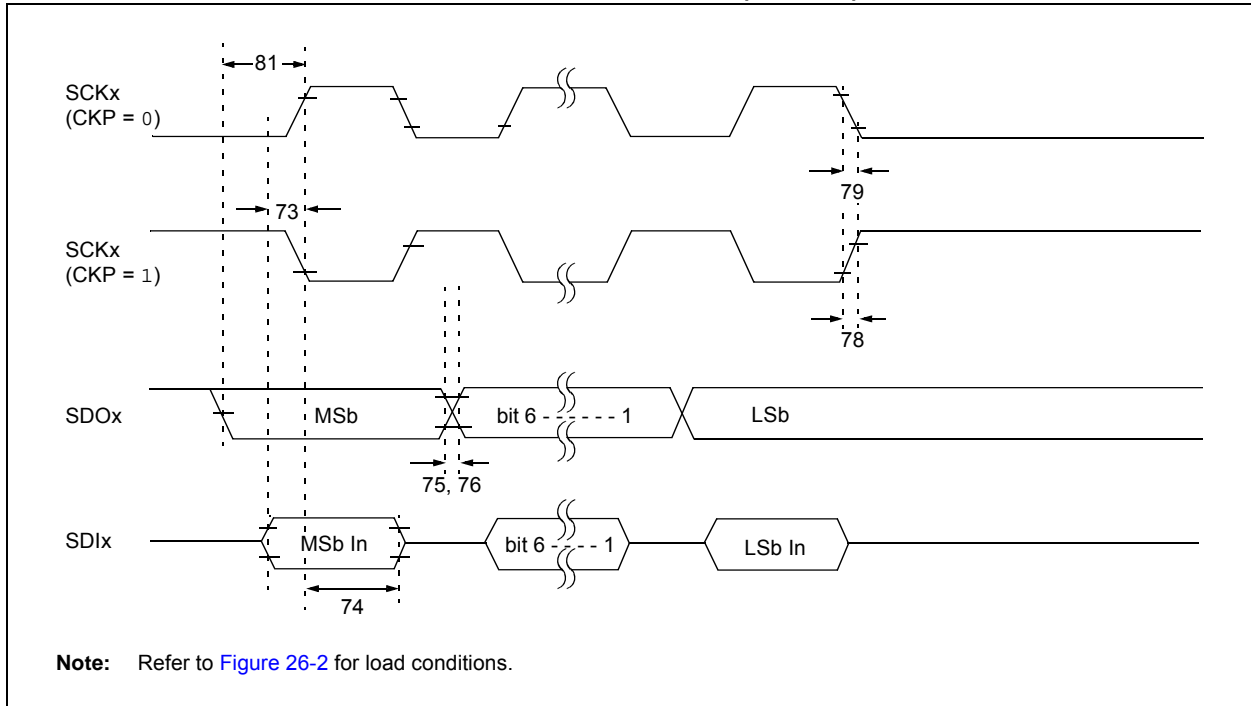 81
SCKx
(CKP = 0)
79
73
SCKx
(CKP = 1)
78
SDOx
MSb
bit 6 - - - - - - 1
LSb
75, 76
SDIx
MSb In
bit 6 - - - - 1
LSb In
74
Note: Refer to Figure 26-2 for load conditions.